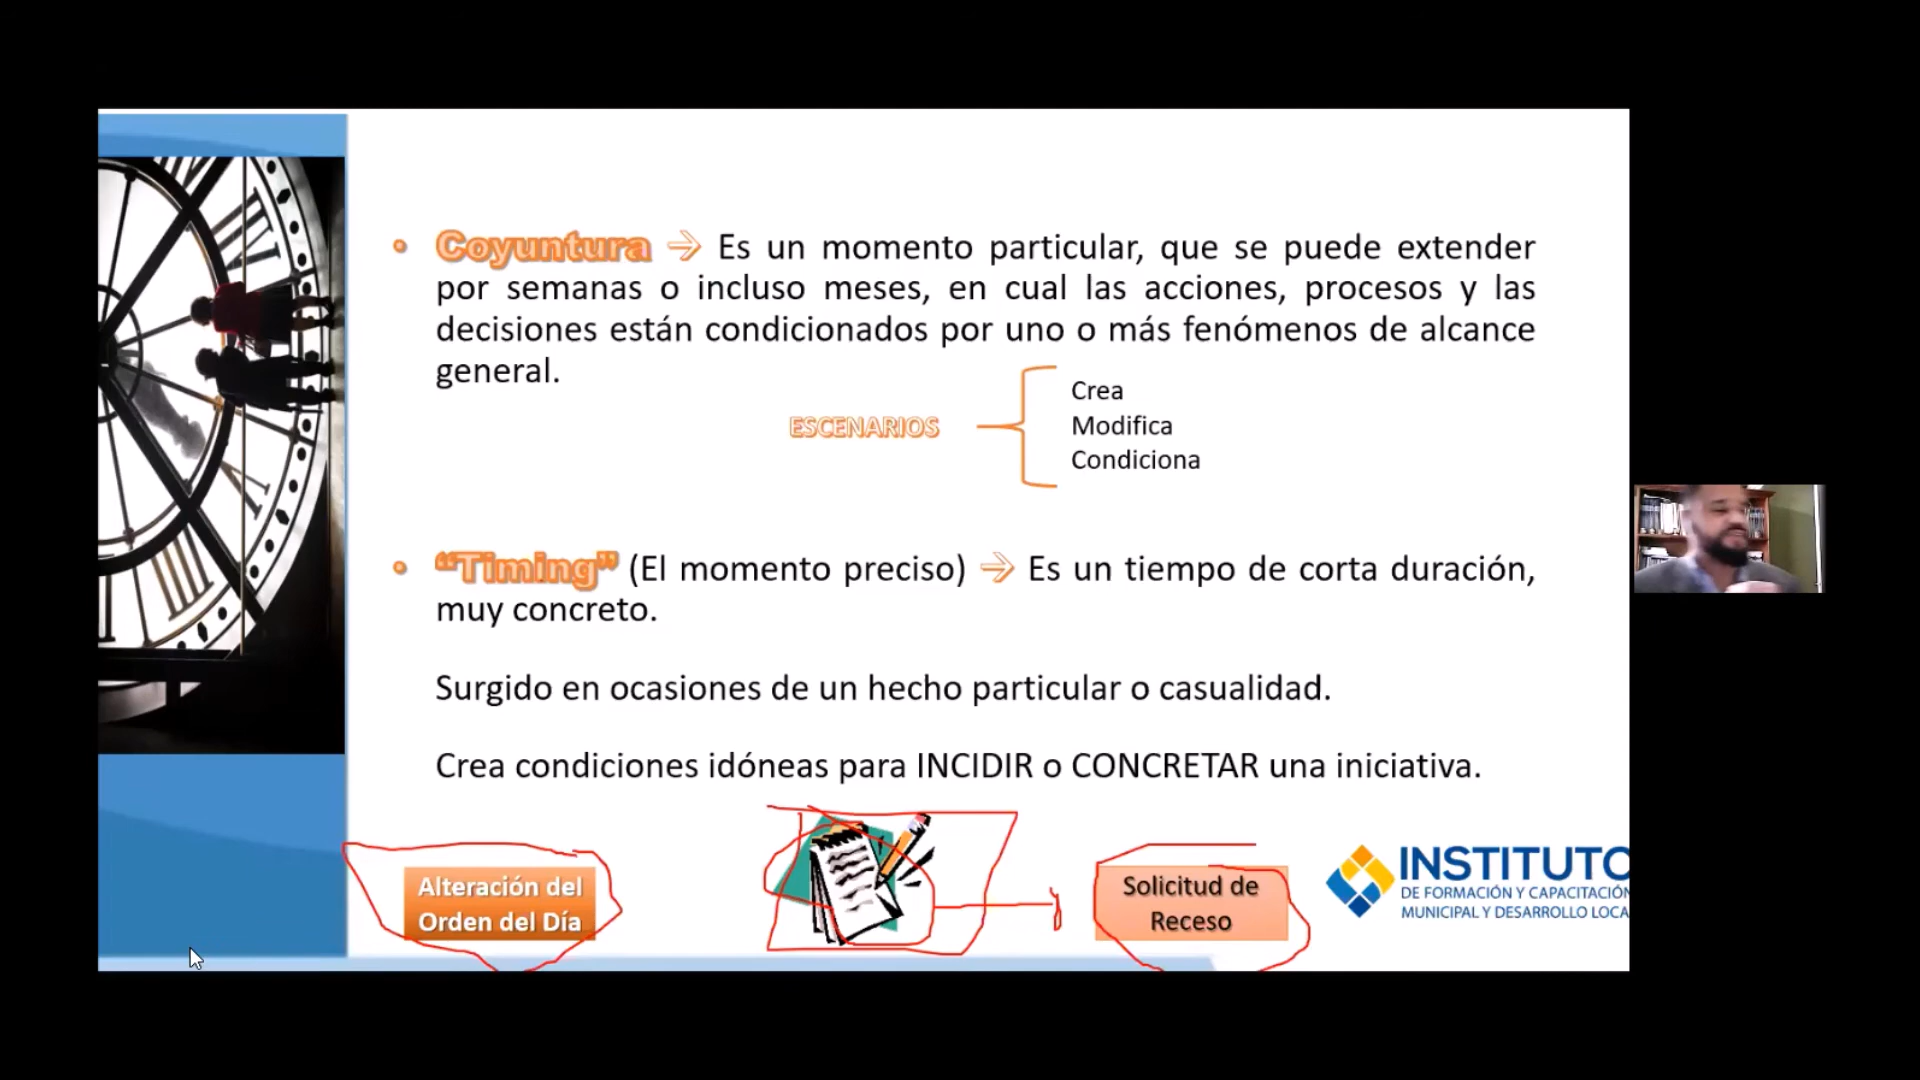 • Coyuntura → Es un momento particular, que se puede extender
por semanas o incluso meses, en cual las acciones, procesos y las
decisiones están condicionados por uno o más fenómenos de alcance
general.
ESCENARIOS
Crea
Modifica
Condiciona
• “Timing” (El momento preciso) → Es un tiempo de corta duración,
muy concreto.
Surgido en ocasiones de un hecho particular o casualidad.
Crea condiciones idóneas para INCIDIR o CONCRETAR una iniciativa.
Alteración del
Orden del Día
Solicitud de
Receso
INSTITUTO
DE FORMACIÓN Y CAPACITACIÓN
MUNICIPAL Y DESARROLLO LOCA